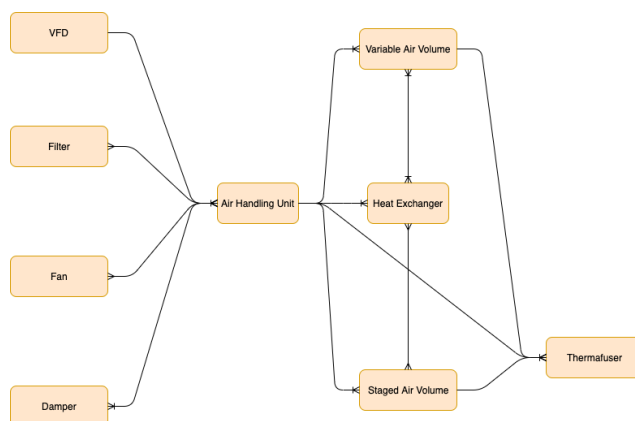 VFD
Variable Air Volume
Filter
Air Handling Unit
Heat Exchanger
Fan
Thermafuser
Staged Air Volume
Damper